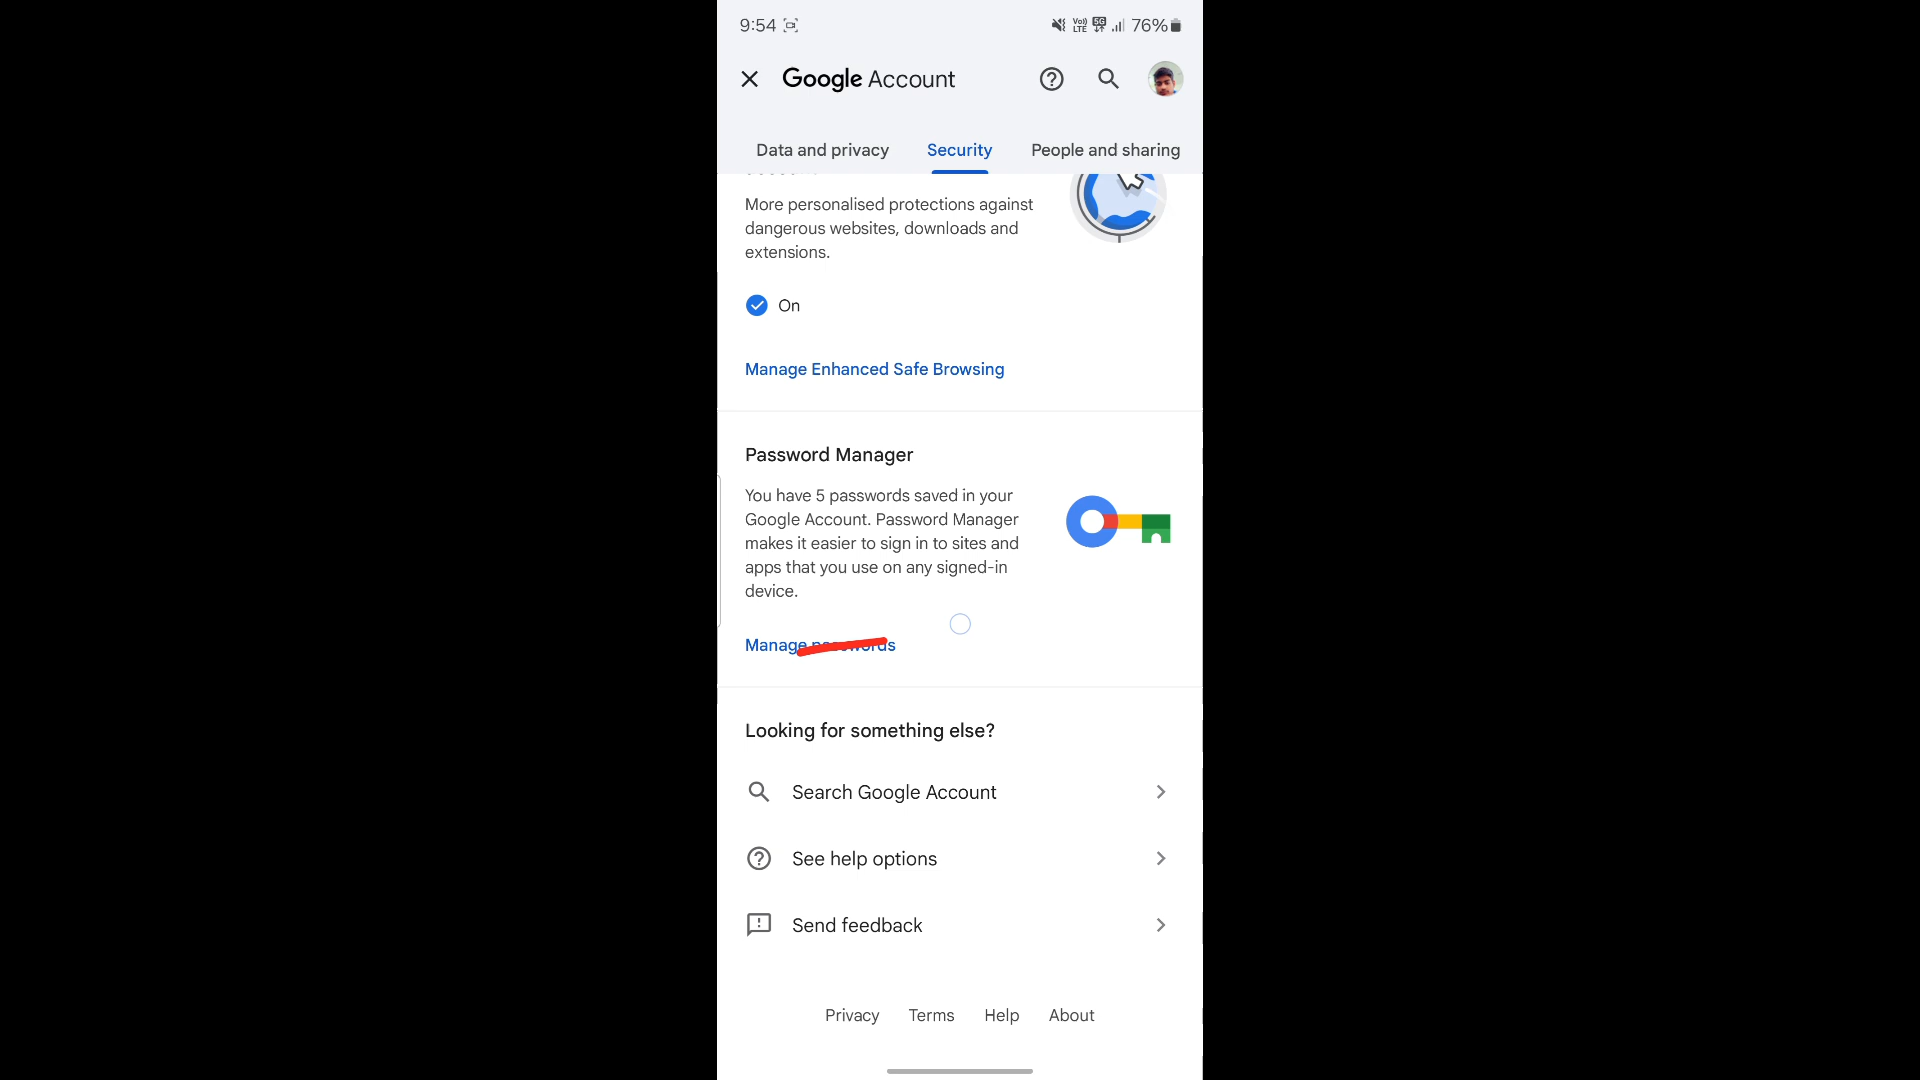 9:54 76%
Google Account
Data and privacy Security People and sharing
More personalised protections against
dangerous websites, downloads and
extensions.
On
Manage Enhanced Safe Browsing
Password Manager
You have 5 passwords saved in your
Google Account. Password Manager
makes it easier to sign in to sites and
apps that you use on any signed-in
device.
Manage passwords
Looking for something else?
Search Google Account
See help options
Send feedback
Privacy Terms Help About